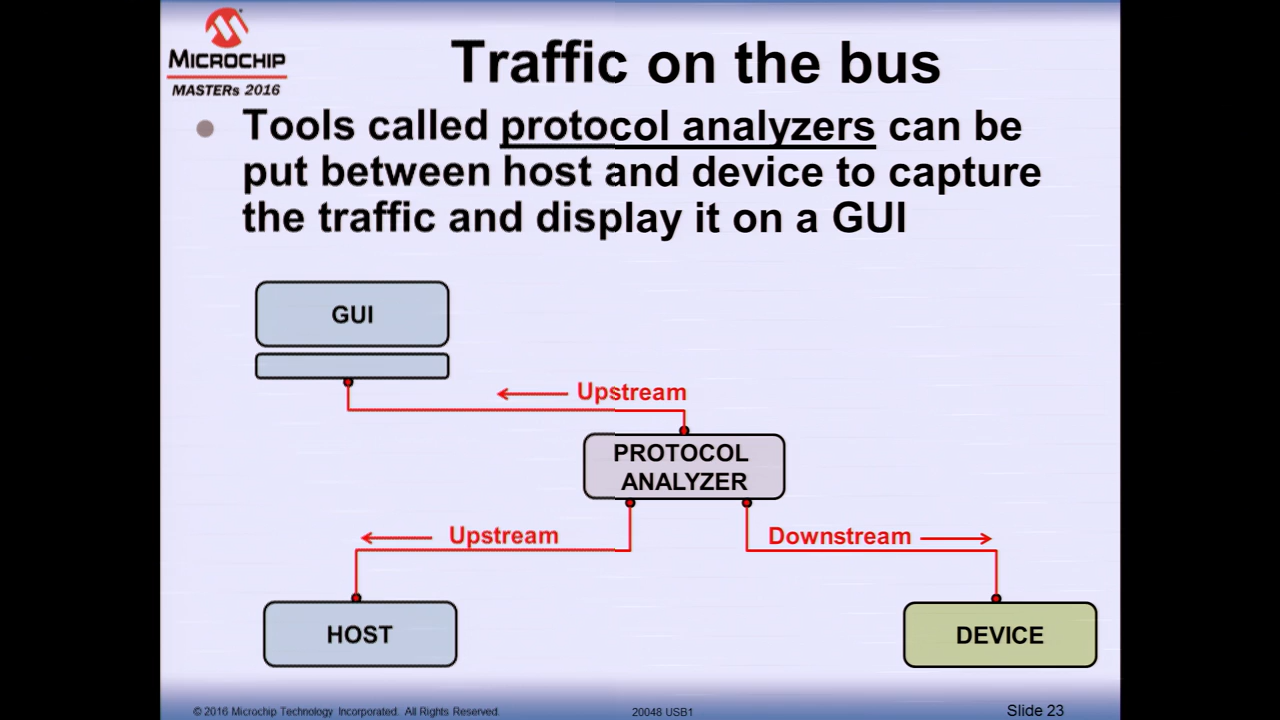 MICROCHIP
MASTERs 2016
Traffic on the bus
Tools called protocol analyzers can be
put between host and device to capture
the traffic and display it on a GUI
GUI
Upstream
PROTOCOL
ANALYZER
Upstream
Downstream
HOST
DEVICE
© 2016 Microchip Technology Incorporated. All Rights Reserved.
20048 USB1
Slide 23